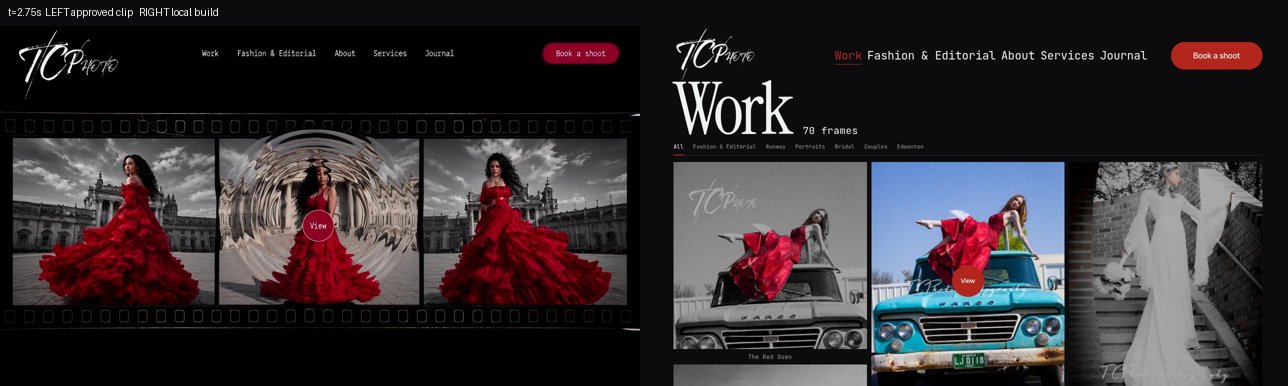 t=2.75s LEFT approved clip RIGHT local build
TCPHOTO
Work Fashion & Editorial About Services Journal
Book a shoot
View
TCPHOTO
Work Fashion & Editorial About Services Journal
Book a shoot
Work
70 frames
All Fashion & Editorial Runway Portraits Bridal Couples Edmonton
TCPHOTO
View
DODGE
LJ0118
The Red Gown